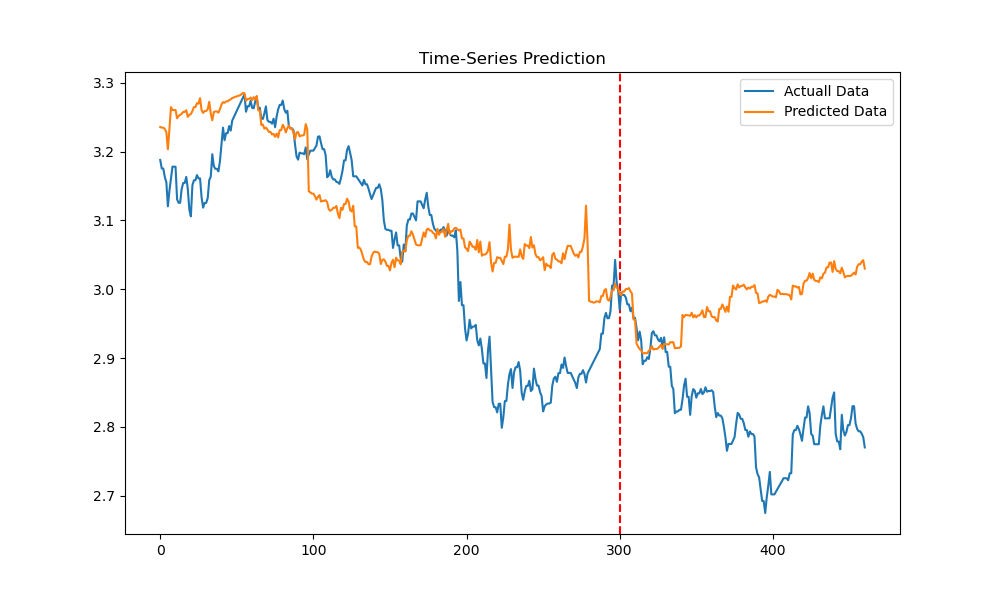 Time-Series Prediction
Actuall Data
Predicted Data
3.3
3.2
3.1
3.0
2.9
2.8
2.7
0 100 200 300 400